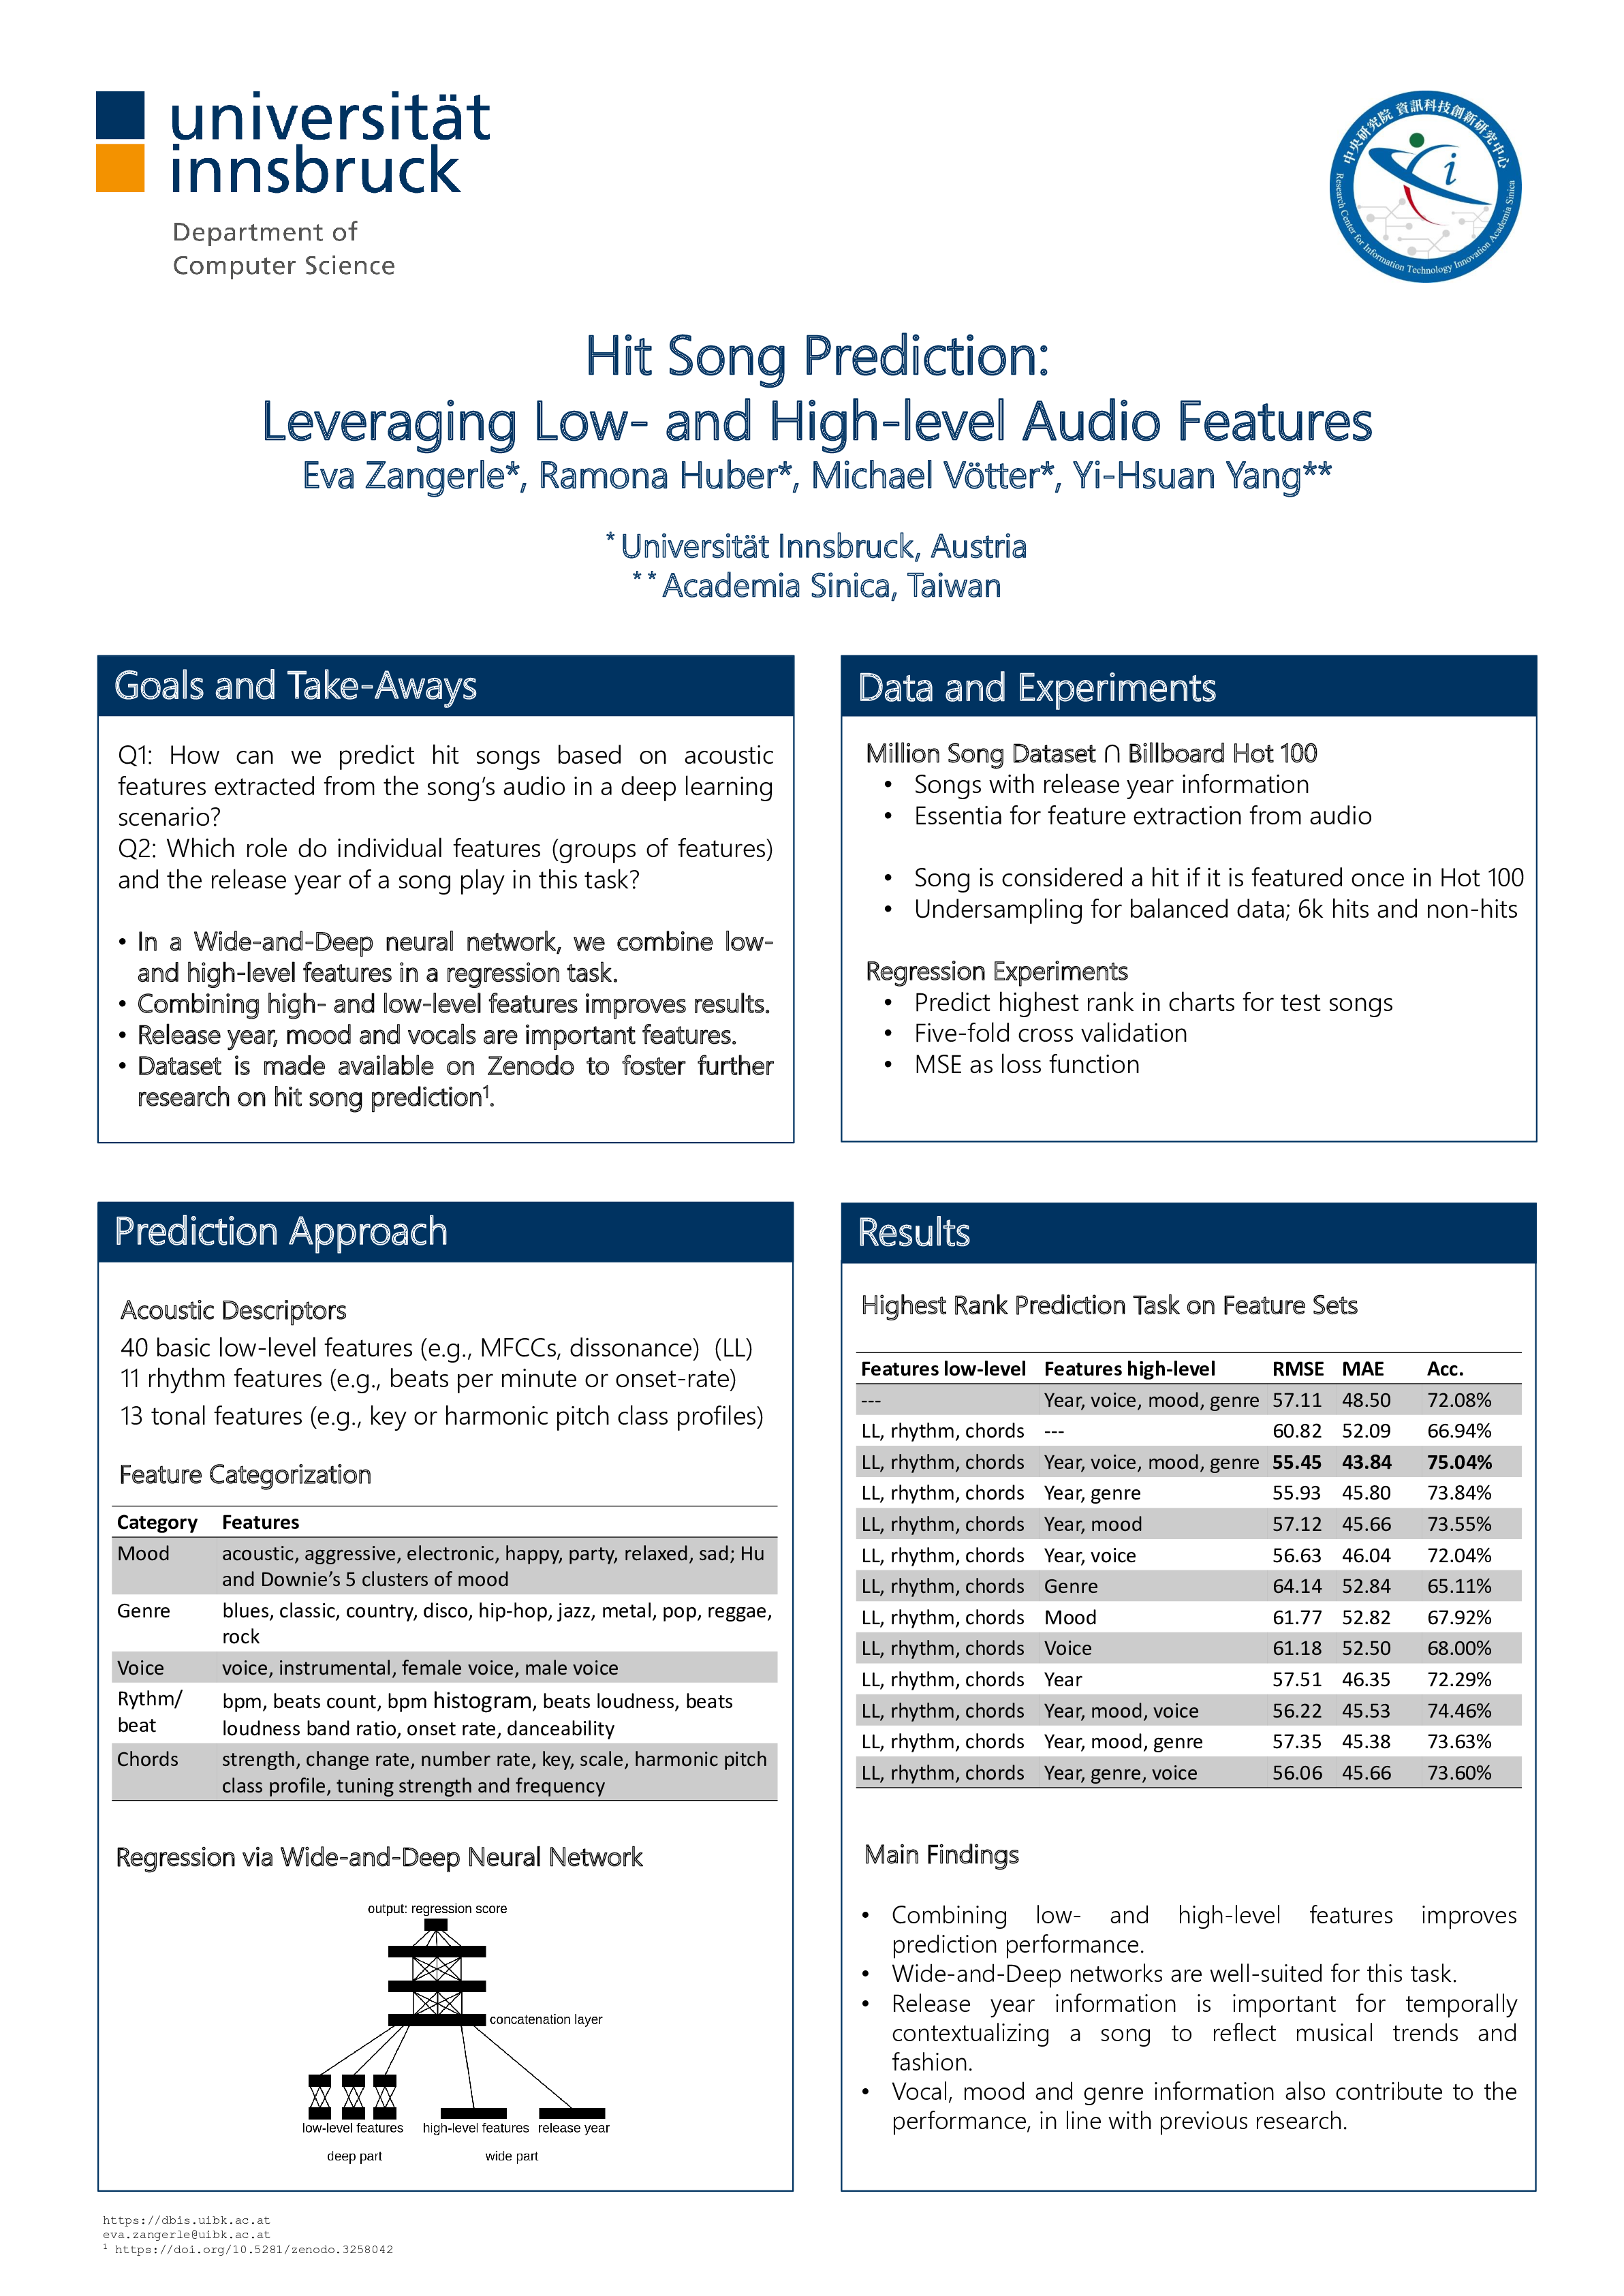 universität
innsbruck
Department of
Computer Science
中央研究院 資訊科技創新研究中心
Research Center for Information Technology Innovation Academia Sinica
i
Hit Song Prediction:
Leveraging Low- and High-level Audio Features
Eva Zangerle*, Ramona Huber*, Michael Vötter*, Yi-Hsuan Yang**
* Universität Innsbruck, Austria
** Academia Sinica, Taiwan
Goals and Take-Aways
Q1: How can we predict hit songs based on acoustic
features extracted from the song’s audio in a deep learning
scenario?
Q2: Which role do individual features (groups of features)
and the release year of a song play in this task?
• In a Wide-and-Deep neural network, we combine low-
and high-level features in a regression task.
• Combining high- and low-level features improves results.
• Release year, mood and vocals are important features.
• Dataset is made available on Zenodo to foster further
research on hit song prediction¹.
Data and Experiments
Million Song Dataset ∩ Billboard Hot 100
• Songs with release year information
• Essentia for feature extraction from audio
• Song is considered a hit if it is featured once in Hot 100
• Undersampling for balanced data; 6k hits and non-hits
Regression Experiments
• Predict highest rank in charts for test songs
• Five-fold cross validation
• MSE as loss function
Prediction Approach
Acoustic Descriptors
40 basic low-level features (e.g., MFCCs, dissonance) (LL)
11 rhythm features (e.g., beats per minute or onset-rate)
13 tonal features (e.g., key or harmonic pitch class profiles)
Feature Categorization
Category Features
Mood acoustic, aggressive, electronic, happy, party, relaxed, sad; Hu
and Downie’s 5 clusters of mood
Genre blues, classic, country, disco, hip-hop, jazz, metal, pop, reggae,
rock
Voice voice, instrumental, female voice, male voice
Rythm/ bpm, beats count, bpm histogram, beats loudness, beats
beat loudness band ratio, onset rate, danceability
Chords strength, change rate, number rate, key, scale, harmonic pitch
class profile, tuning strength and frequency
Regression via Wide-and-Deep Neural Network
output: regression score
concatenation layer
low-level features high-level features release year
deep part wide part
Results
Highest Rank Prediction Task on Feature Sets
Features low-level Features high-level RMSE MAE Acc.
--- Year, voice, mood, genre 57.11 48.50 72.08%
LL, rhythm, chords --- 60.82 52.09 66.94%
LL, rhythm, chords Year, voice, mood, genre 55.45 43.84 75.04%
LL, rhythm, chords Year, genre 55.93 45.80 73.84%
LL, rhythm, chords Year, mood 57.12 45.66 73.55%
LL, rhythm, chords Year, voice 56.63 46.04 72.04%
LL, rhythm, chords Genre 64.14 52.84 65.11%
LL, rhythm, chords Mood 61.77 52.82 67.92%
LL, rhythm, chords Voice 61.18 52.50 68.00%
LL, rhythm, chords Year 57.51 46.35 72.29%
LL, rhythm, chords Year, mood, voice 56.22 45.53 74.46%
LL, rhythm, chords Year, mood, genre 57.35 45.38 73.63%
LL, rhythm, chords Year, genre, voice 56.06 45.66 73.60%
Main Findings
• Combining low- and high-level features improves
prediction performance.
• Wide-and-Deep networks are well-suited for this task.
• Release year information is important for temporally
contextualizing a song to reflect musical trends and
fashion.
• Vocal, mood and genre information also contribute to the
performance, in line with previous research.
https://dbis.uibk.ac.at
eva.zangerle@uibk.ac.at
¹ https://doi.org/10.5281/zenodo.3258042